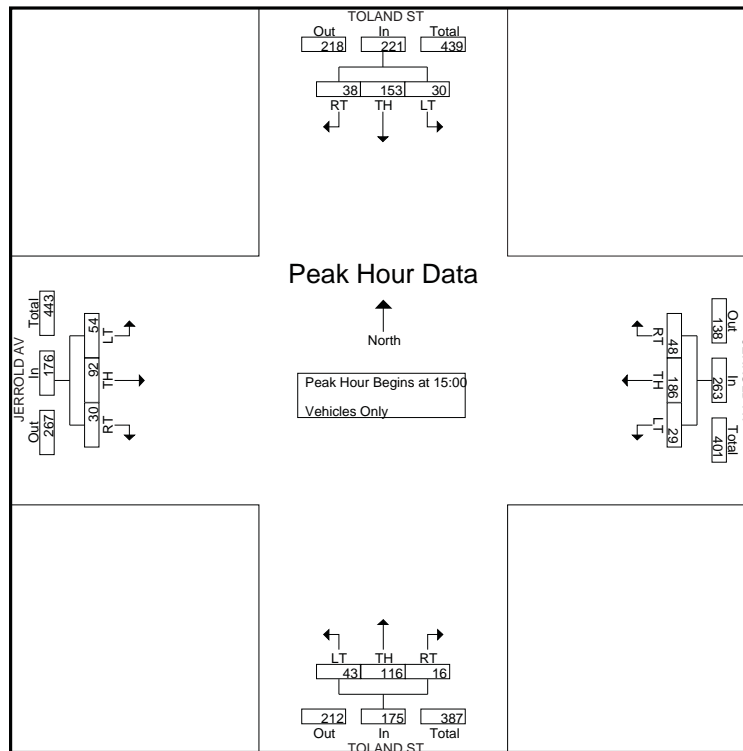 TOLAND ST
Out In Total
218 221 439
38 153 30
RT TH LT
Peak Hour Data
North
Peak Hour Begins at 15:00
Vehicles Only
JERROLD AV
Out In Total
267 176 443
30 92 54
RT TH LT
Out In Total
138 263 401
48 186 29
RT TH LT
LT TH RT
43 116 16
212 175 387
Out In Total
TOLAND ST